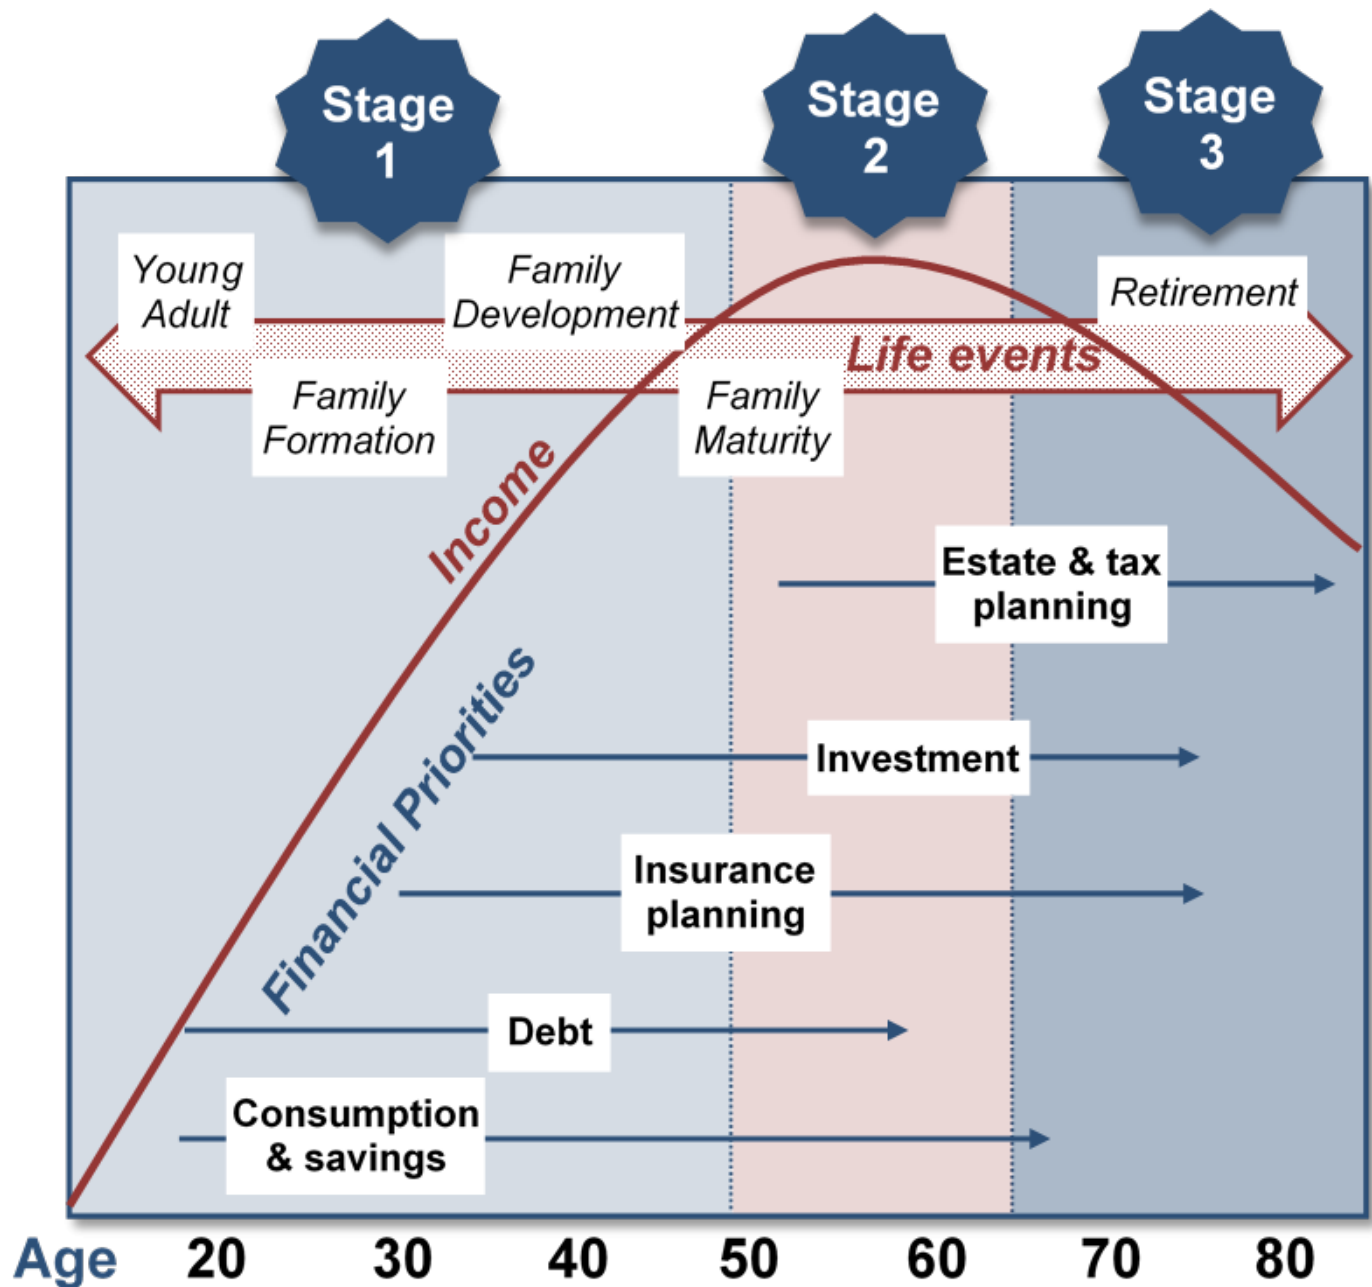 Stage
1
Stage
2
Stage
3
Young
Adult
Family
Development
Retirement
Life events
Family
Formation
Family
Maturity
Income
Estate & tax
planning
Financial Priorities
Investment
Insurance
planning
Debt
Consumption
& savings
Age 20 30 40 50 60 70 80